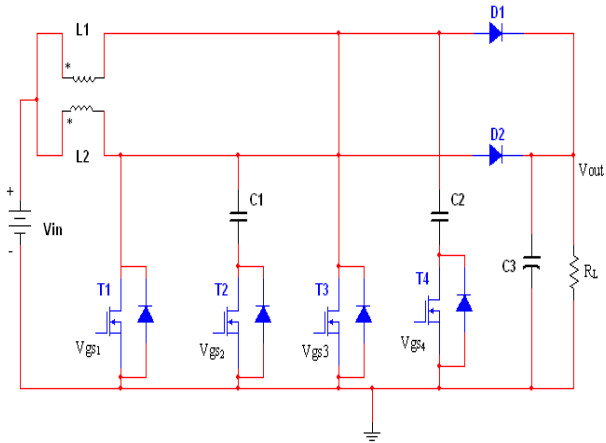 L1
D1
*
*
L2
D2
Vout
+
Vin
-
C1
C2
C3
RL
T1
T2
T3
T4
Vgs1
Vgs2
Vgs3
Vgs4